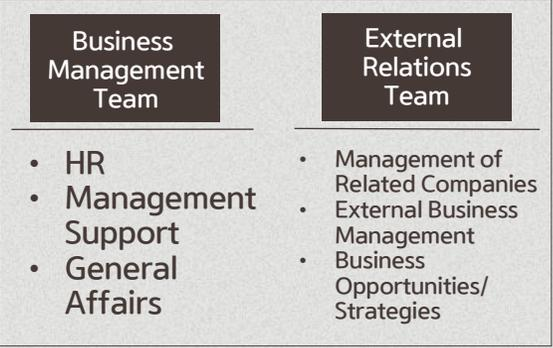 Business
Management
Team
• HR
• Management
Support
• General
Affairs
External
Relations
Team
• Management of
Related Companies
• External Business
Management
• Business
Opportunities/
Strategies